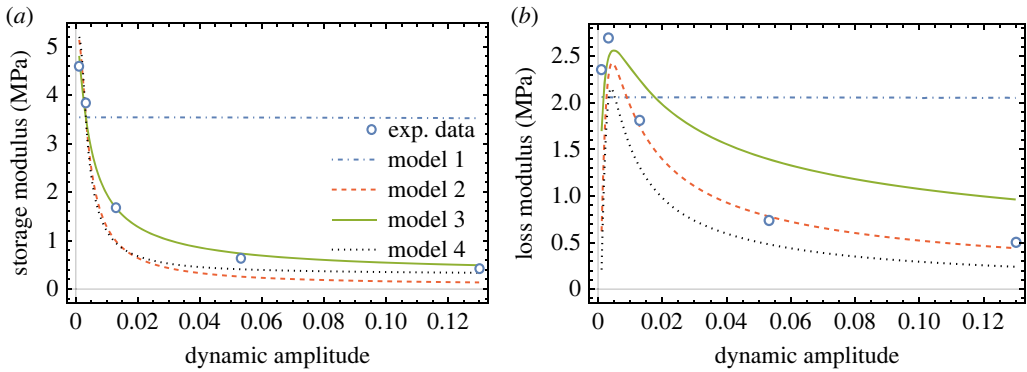 (a)
storage modulus (MPa)
5
4
3
2
1
0
0
0.02
0.04
0.06
0.08
0.10
0.12
dynamic amplitude
exp. data
model 1
model 2
model 3
model 4
(b)
loss modulus (MPa)
2.5
2.0
1.5
1.0
0.5
0
0
0.02
0.04
0.06
0.08
0.10
0.12
dynamic amplitude